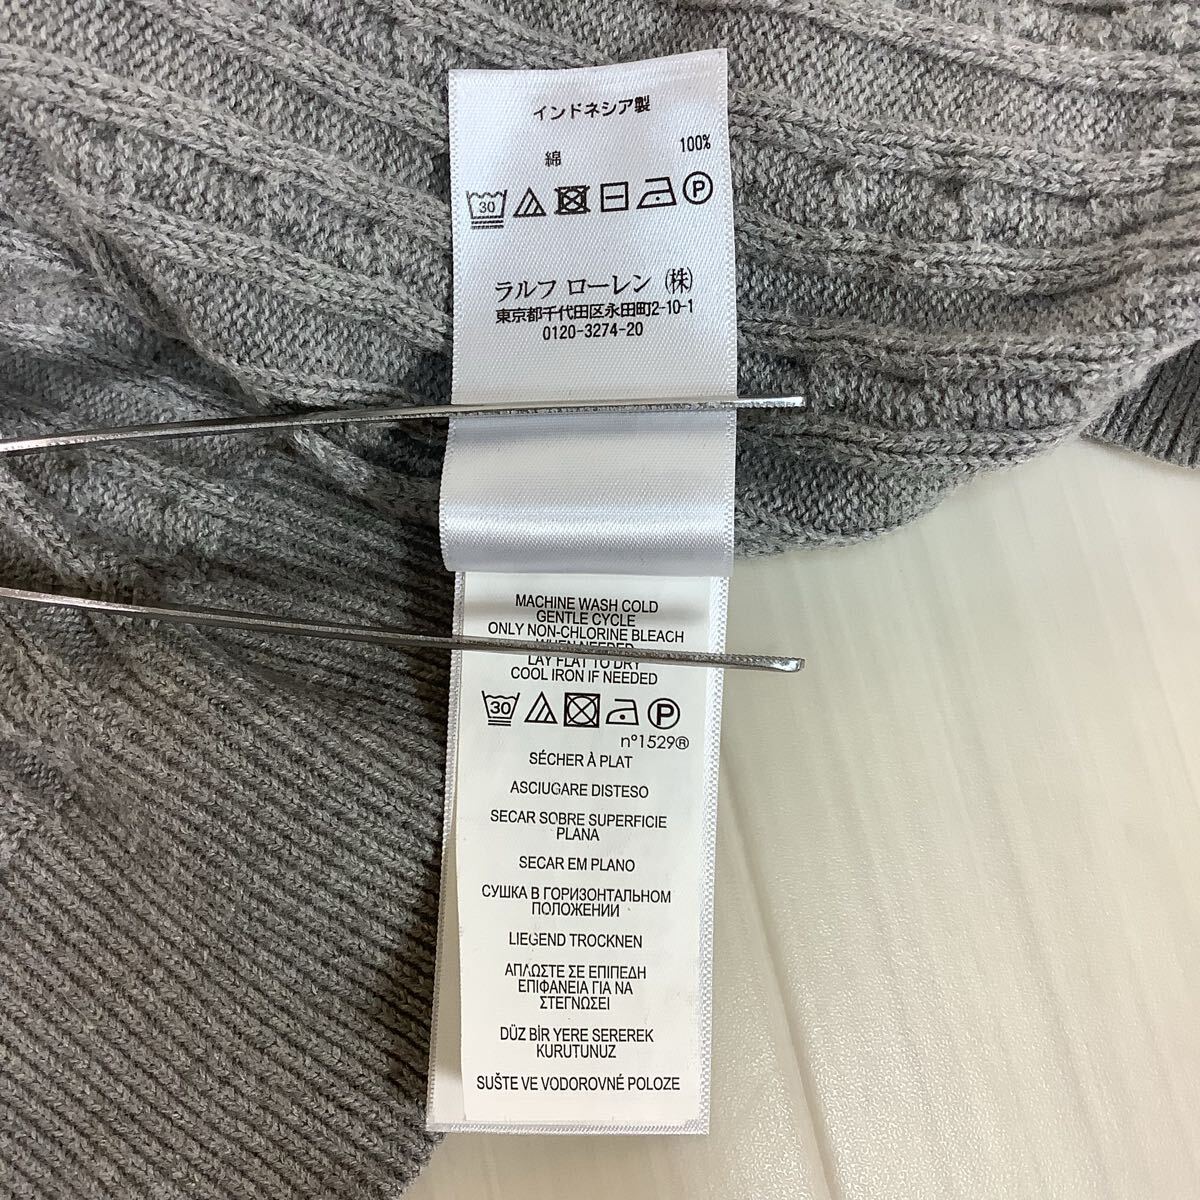 インドネシア製
綿 100%
30 P
ラルフ ローレン ㈱
東京都千代田区永田町2-10-1
0120-3274-20
MACHINE WASH COLD
GENTLE CYCLE
ONLY NON-CHLORINE BLEACH
WHEN NEEDED
LAY FLAT TO DRY
COOL IRON IF NEEDED
30 P
n°1529®
SÉCHER À PLAT
ASCIUGARE DISTESO
SECAR SOBRE SUPERFICIE
PLANA
SECAR EM PLANO
СУШКА В ГОРИЗОНТАЛЬНОМ
ПОЛОЖЕНИИ
LIEGEND TROCKNEN
ΑΠΛΩΣΤΕ ΣΕ ΕΠΙΠΕΔΗ
ΕΠΙΦΑΝΕΙΑ ΓΙΑ ΝΑ
ΣΤΕΓΝΩΣΕΙ
DÜZ BİR YERE SEREREK
KURUTUNUZ
SUŠTE VE VODOROVNÉ POLOZE